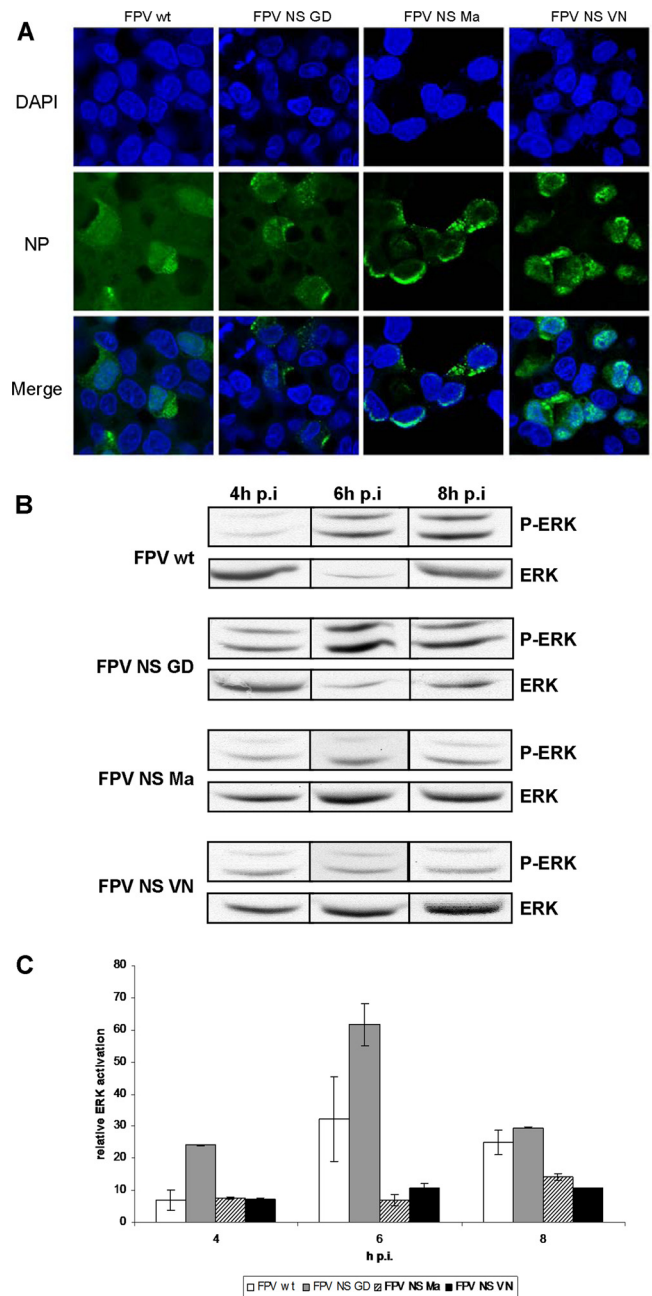 A
FPV wt FPV NS GD FPV NS Ma FPV NS VN
DAPI
NP
Merge
B
4h p.i 6h p.i 8h p.i
FPV wt
P-ERK
ERK
FPV NS GD
P-ERK
ERK
FPV NS Ma
P-ERK
ERK
FPV NS VN
P-ERK
ERK
C
relative ERK activation
80
70
60
50
40
30
20
10
0
4 6 8
h p.i.
FPV wt FPV NS GD FPV NS Ma FPV NS VN